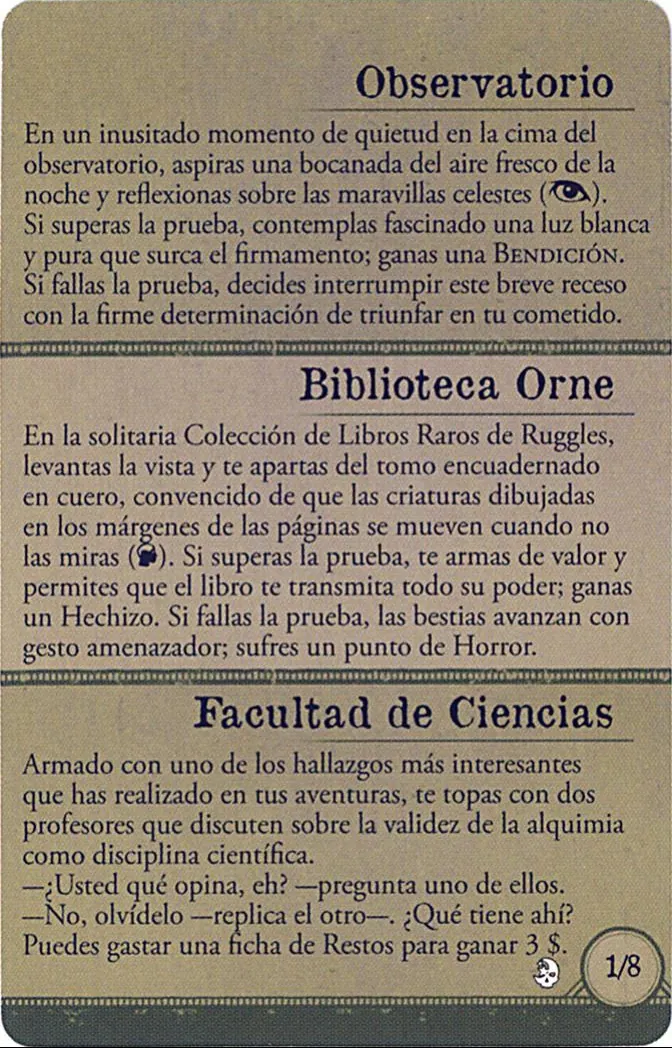 Observatorio
En un inusitado momento de quietud en la cima del
observatorio, aspiras una bocanada del aire fresco de la
noche y reflexionas sobre las maravillas celestes ().
Si superas la prueba, contemplas fascinado una luz blanca
y pura que surca el firmamento; ganas una BENDICIÓN.
Si fallas la prueba, decides interrumpir este breve receso
con la firme determinación de triunfar en tu cometido.
Biblioteca Orne
En la solitaria Colección de Libros Raros de Ruggles,
levantas la vista y te apartas del tomo encuadernado
en cuero, convencido de que las criaturas dibujadas
en los márgenes de las páginas se mueven cuando no
las miras (). Si superas la prueba, te armas de valor y
permites que el libro te transmita todo su poder; ganas
un Hechizo. Si fallas la prueba, las bestias avanzan con
gesto amenazador; sufres un punto de Horror.
Facultad de Ciencias
Armado con uno de los hallazgos más interesantes
que has realizado en tus aventuras, te topas con dos
profesores que discuten sobre la validez de la alquimia
como disciplina científica.
—¿Usted qué opina, eh? —pregunta uno de ellos.
—No, olvídelo —replica el otro—. ¿Qué tiene ahí?
Puedes gastar una ficha de Restos para ganar 3 $.
1/8